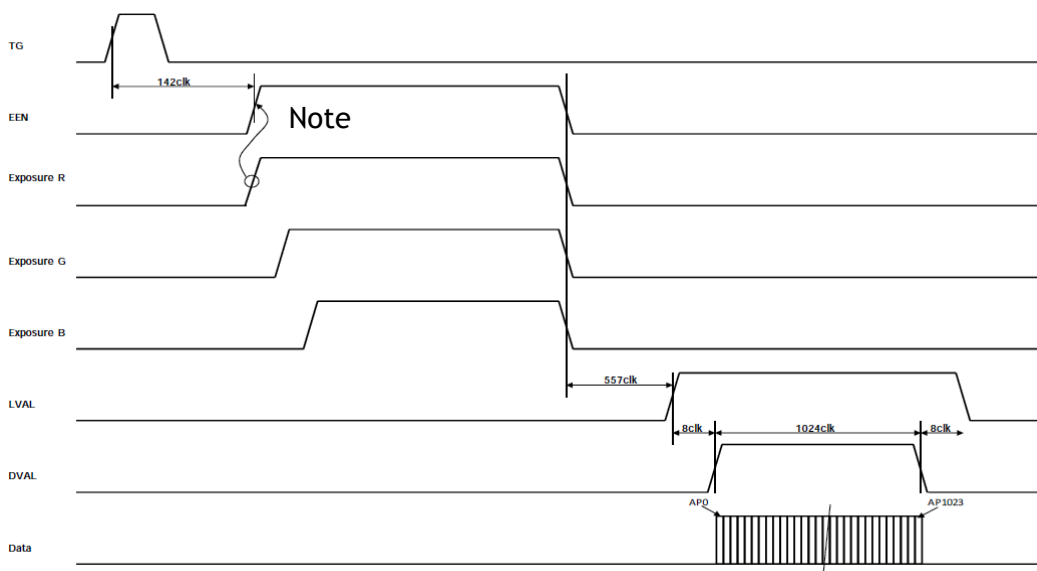 TG
142clk
EEN
Note
Exposure R
Exposure G
Exposure B
557clk
LVAL
8clk 1024clk 8clk
DVAL
AP0 AP1023
Data